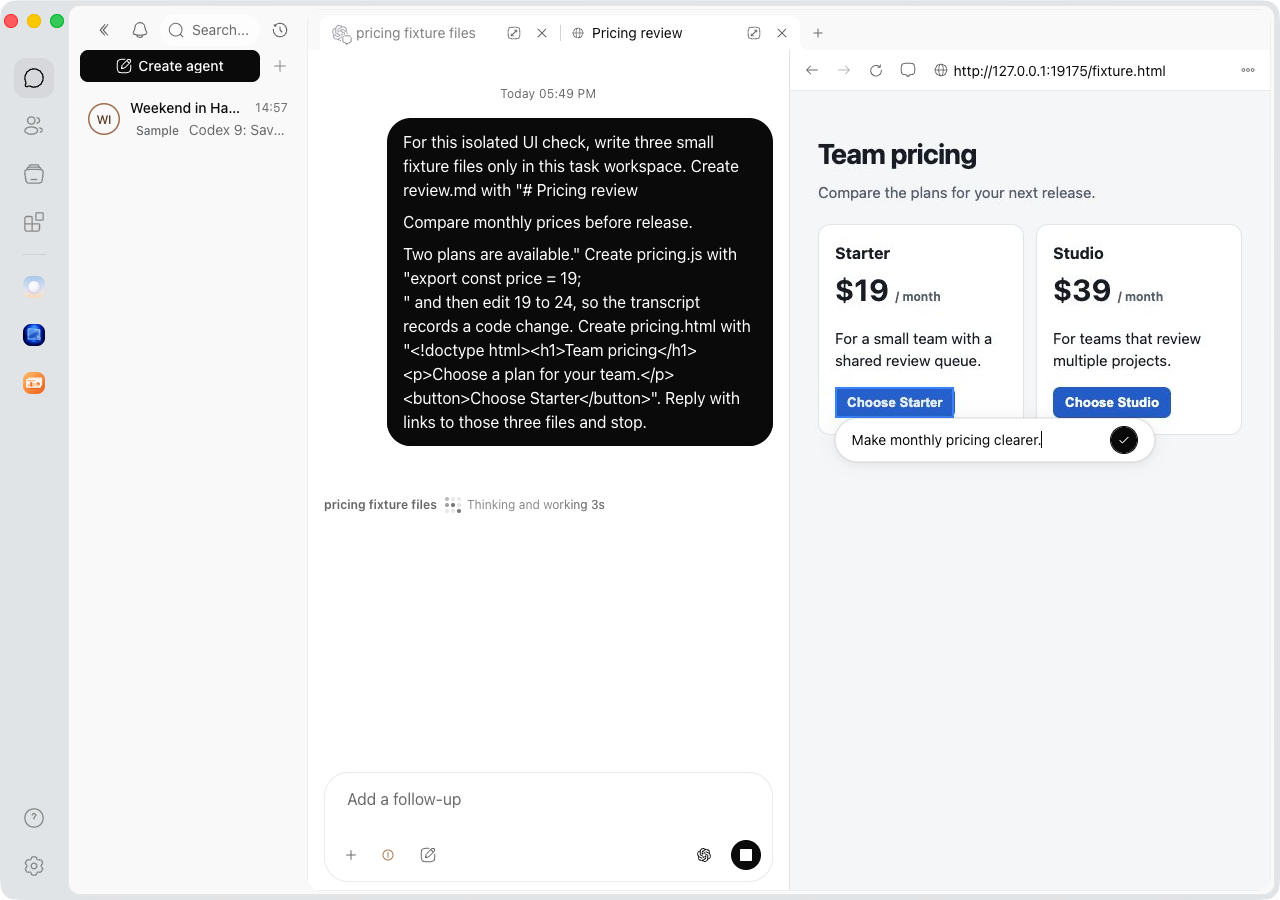 Search...
Create agent
WI
Weekend in Ha...
14:57
Sample
Codex 9: Sav...
pricing fixture files
Pricing review
http://127.0.0.1:19175/fixture.html
Today 05:49 PM
For this isolated UI check, write three small
fixture files only in this task workspace. Create
review.md with "# Pricing review
Compare monthly prices before release.
Two plans are available." Create pricing.js with
"export const price = 19;
" and then edit 19 to 24, so the transcript
records a code change. Create pricing.html with
"<!doctype html><h1>Team pricing</h1>
<p>Choose a plan for your team.</p>
<button>Choose Starter</button>". Reply with
links to those three files and stop.
pricing fixture files
Thinking and working 3s
Add a follow-up
Team pricing
Compare the plans for your next release.
Starter
$19 / month
For a small team with a
shared review queue.
Choose Starter
Studio
$39 / month
For teams that review
multiple projects.
Choose Studio
Make monthly pricing clearer.